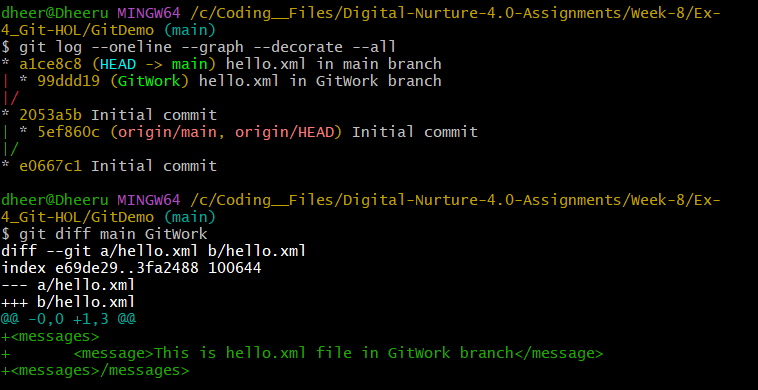 dheer@Dheeru MINGW64 /c/Coding__Files/Digital-Nurture-4.0-Assignments/Week-8/Ex-
4_Git-HOL/GitDemo (main)
$ git log --oneline --graph --decorate --all
* a1ce8c8 (HEAD -> main) hello.xml in main branch
| * 99ddd19 (GitWork) hello.xml in GitWork branch
|/
* 2053a5b Initial commit
| * 5ef860c (origin/main, origin/HEAD) Initial commit
|/
* e0667c1 Initial commit
dheer@Dheeru MINGW64 /c/Coding__Files/Digital-Nurture-4.0-Assignments/Week-8/Ex-
4_Git-HOL/GitDemo (main)
$ git diff main GitWork
diff --git a/hello.xml b/hello.xml
index e69de29..3fa2488 100644
--- a/hello.xml
+++ b/hello.xml
@@ -0,0 +1,3 @@
+<messages>
+       <message>This is hello.xml file in GitWork branch</message>
+<messages>/messages>